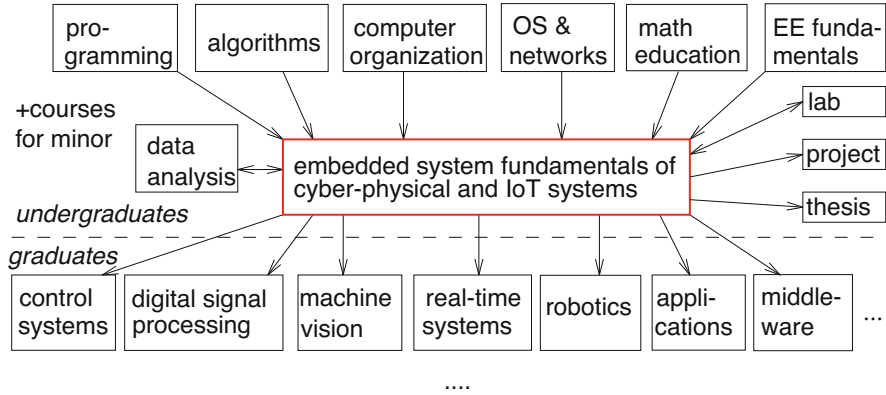 pro-
gramming
algorithms
computer
organization
OS &
networks
math
education
EE funda-
mentals
+courses
for minor
data
analysis
embedded system fundamentals of
cyber-physical and IoT systems
lab
project
thesis
undergraduates
graduates
control
systems
digital signal
processing
machine
vision
real-time
systems
robotics
appli-
cations
middle-
ware
...
....